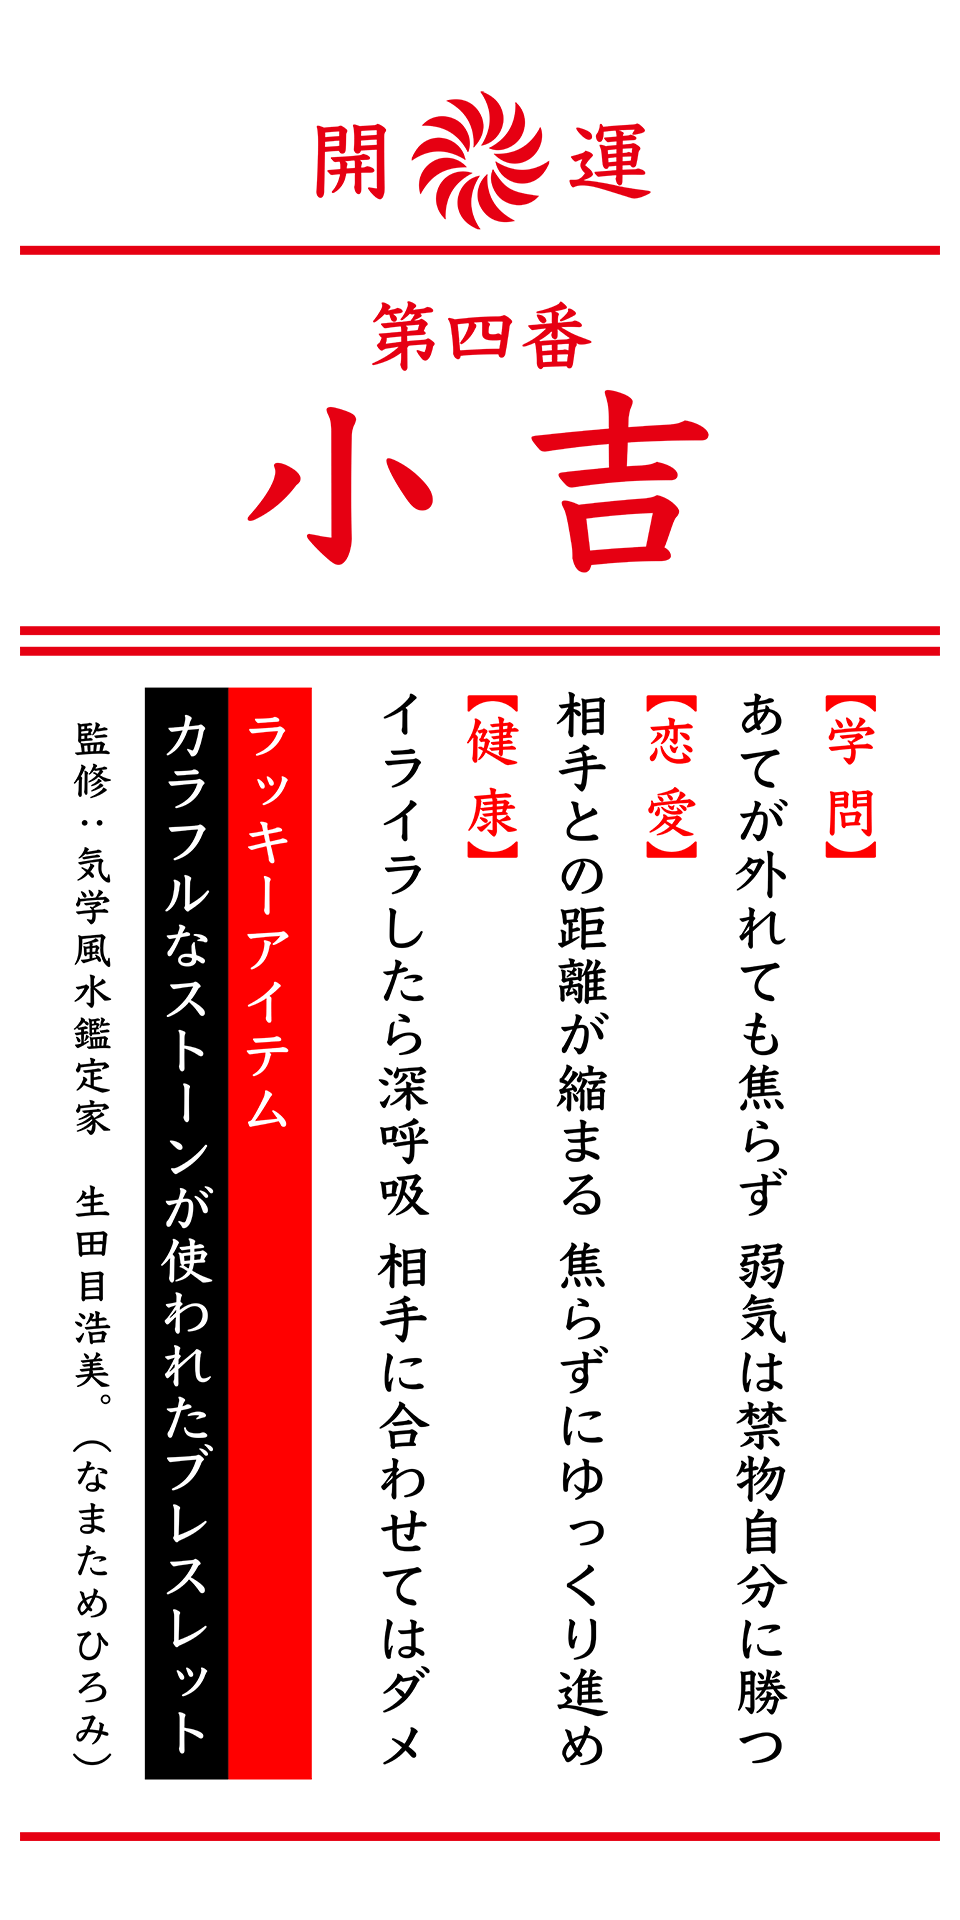 開運
第四番
小吉
【学問】
あてが外れても焦らず 弱気は禁物自分に勝つ
【恋愛】
相手との距離が縮まる 焦らずにゆっくり進め
【健康】
イライラしたら深呼吸 相手に合わせてはダメ
ラッキーアイテム
カラフルなストーンが使われたブレスレット
監修：気学風水鑑定家　生田目浩美。（なまためひろみ）